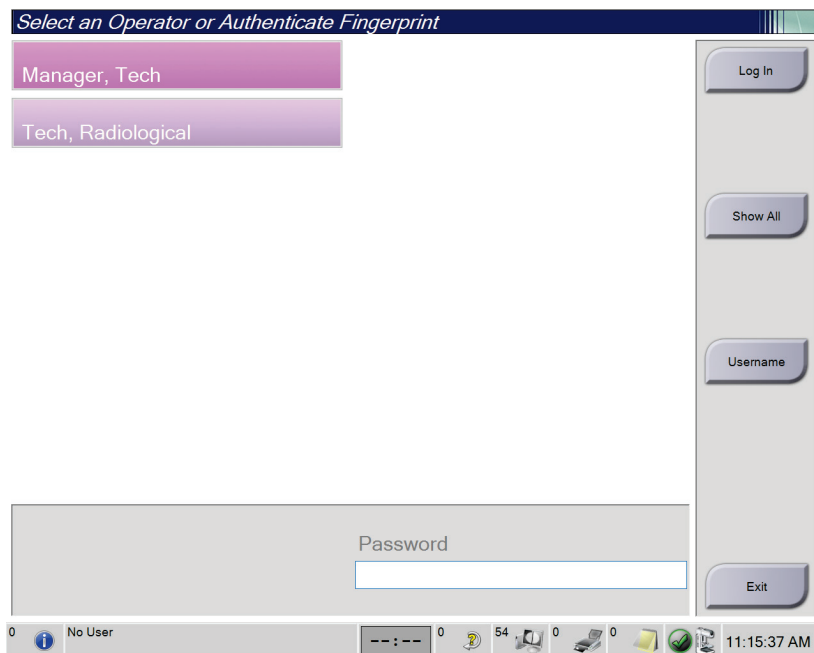 Select an Operator or Authenticate Fingerprint
Manager, Tech
Tech, Radiological
Log In
Show All
Username
Password
Exit
0 No User --:-- 0 54 0 0 11:15:37 AM